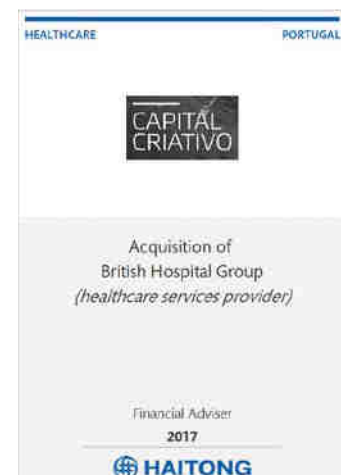 HEALTHCARE PORTUGAL
CAPITAL
CRIATIVO
Acquisition of
British Hospital Group
(healthcare services provider)
Financial Adviser
2017
HAITONG